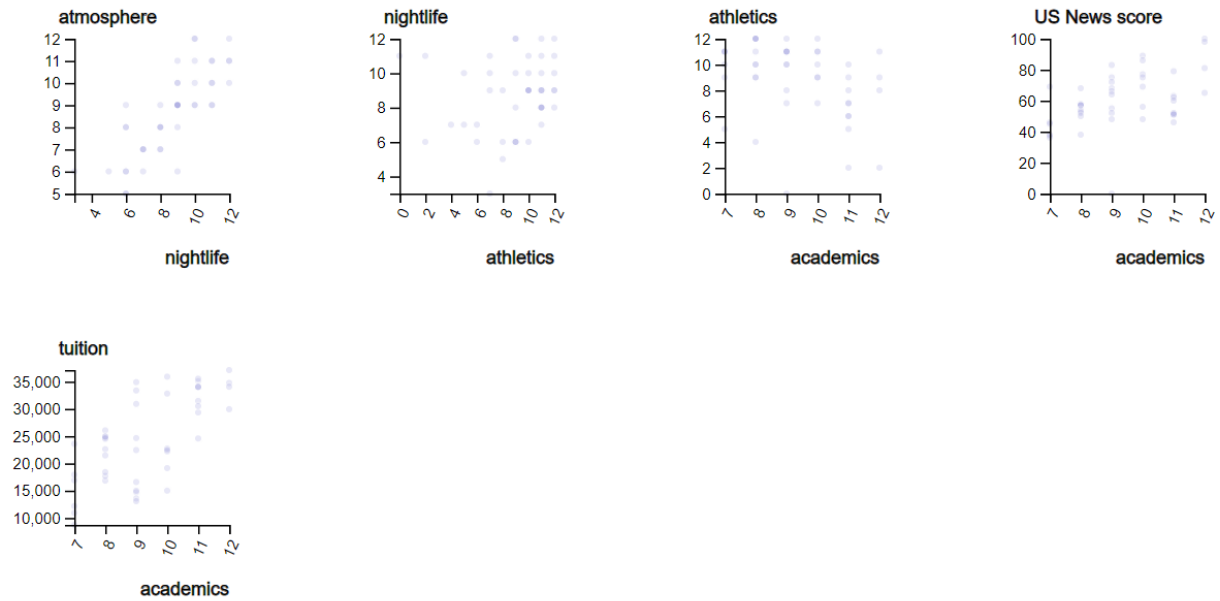 atmosphere
12
11
10
9
8
7
6
5
4 6 8 10 12
nightlife
nightlife
12
10
8
6
4
0 2 4 6 8 10 12
athletics
athletics
12
10
8
6
4
2
0
7 8 9 10 11 12
academics
US News score
100
80
60
40
20
0
7 8 9 10 11 12
academics
tuition
35,000
30,000
25,000
20,000
15,000
10,000
7 8 9 10 11 12
academics